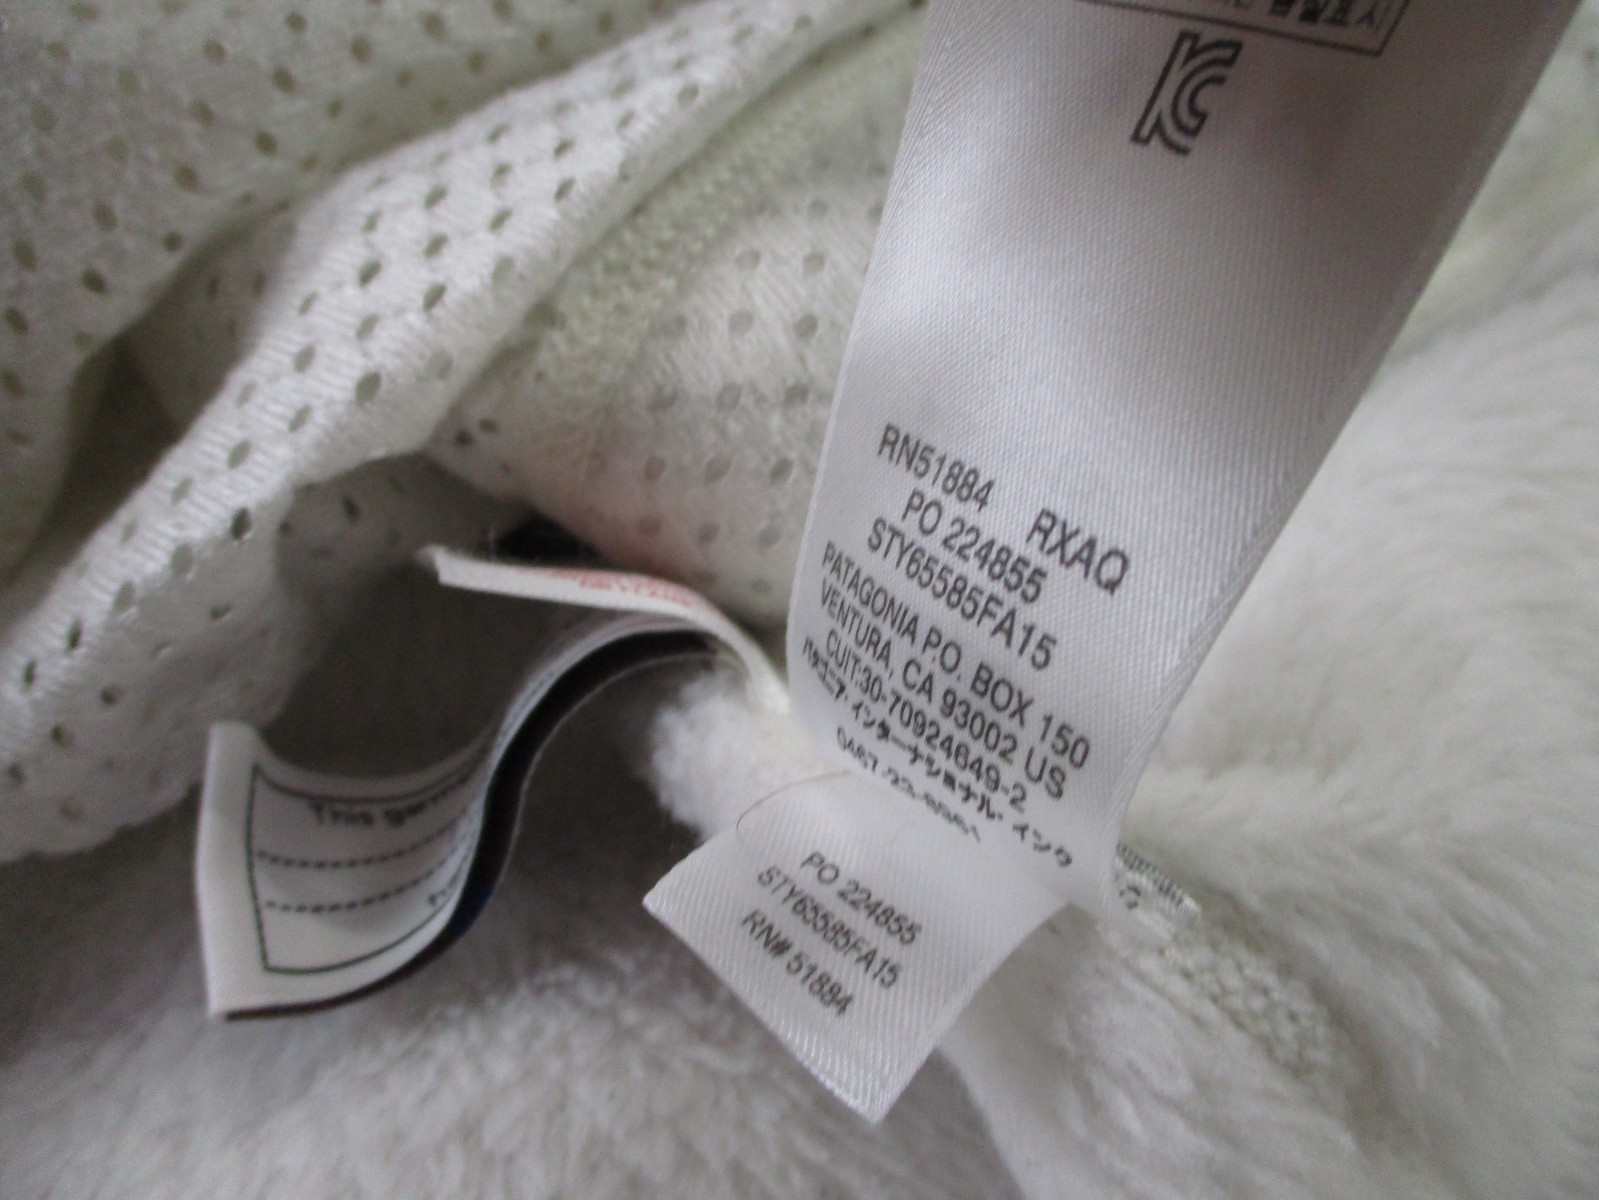 KC
RN51884 RXAQ
PO 224855
STY65585FA15
PATAGONIA P.O. BOX 150
VENTURA, CA 93002 US
CUIT:30-70924649-2
パタゴニア・インターナショナル・インク
This
PO 224855
STY65585FA15
RN# 51884